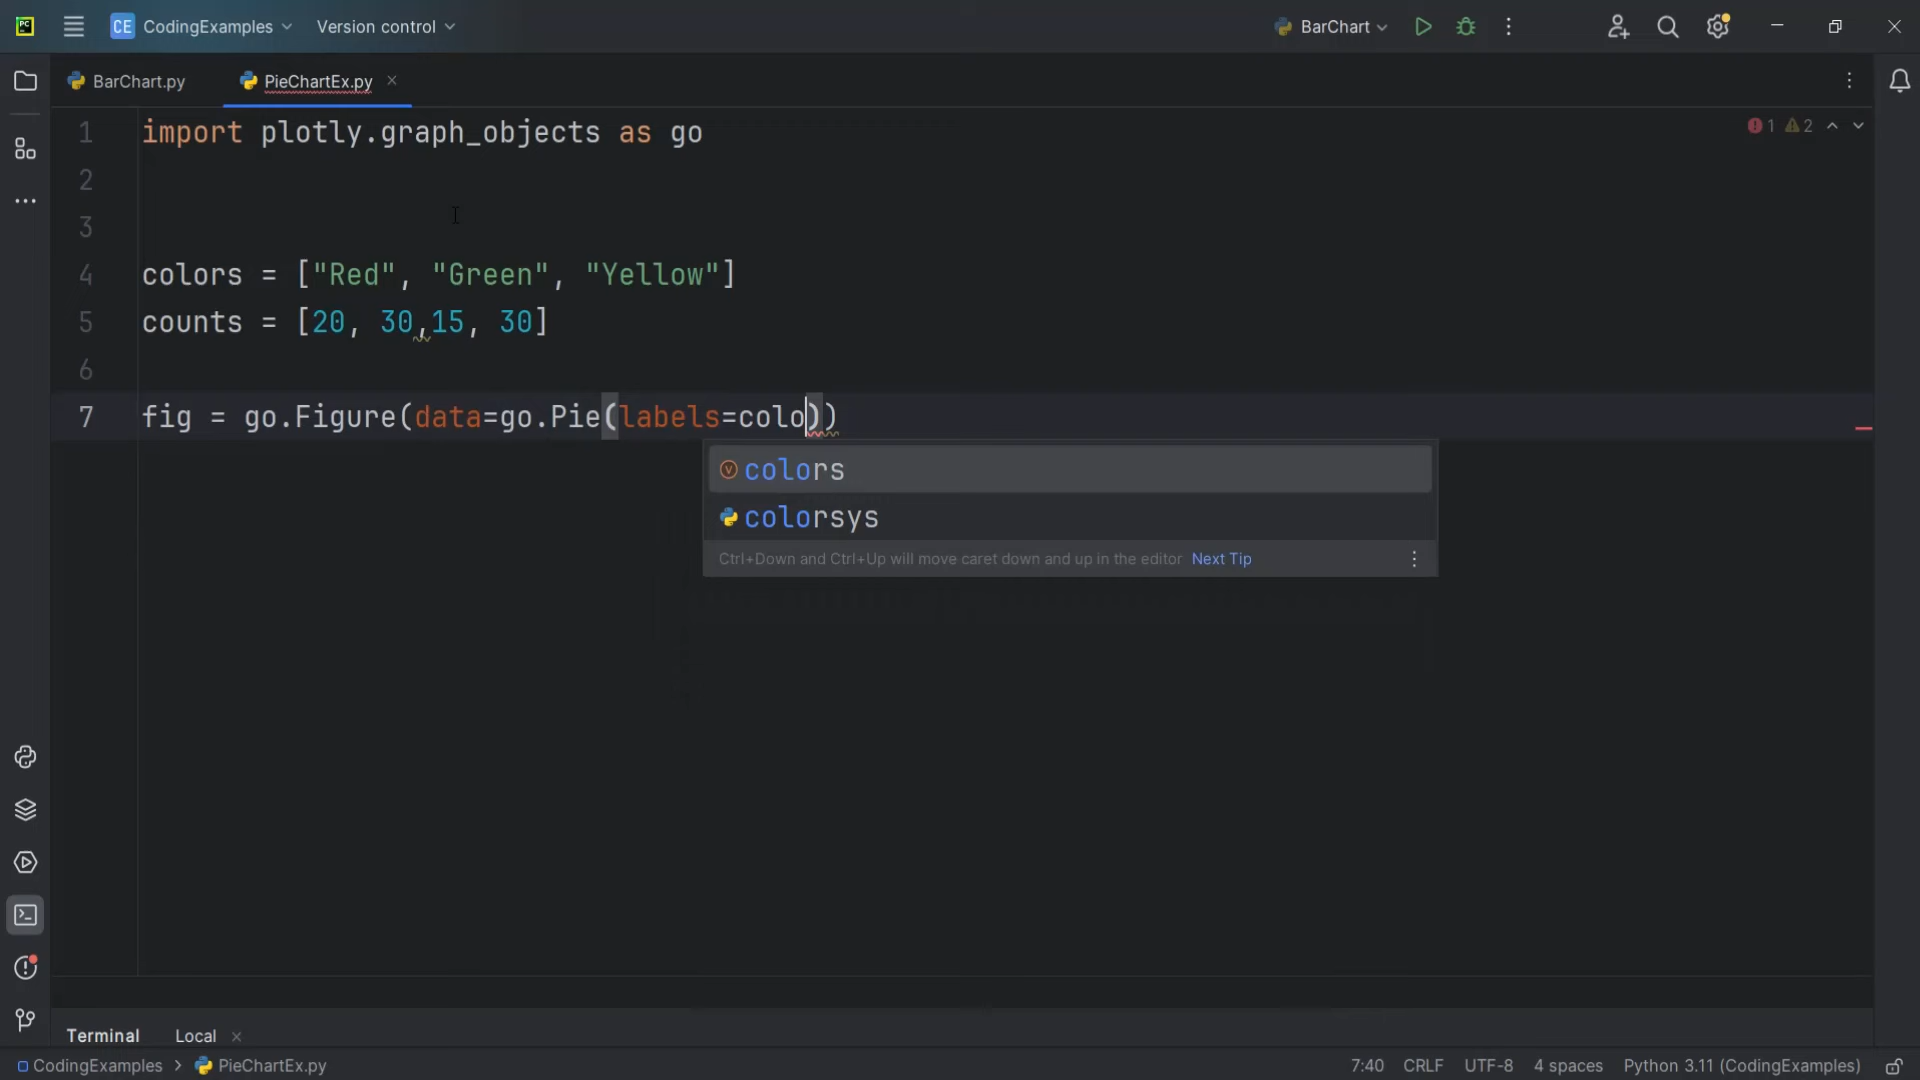 CE CodingExamples Version control BarChart
BarChart.py PieChartEx.py
1 import plotly.graph_objects as go 1 2
2
3
4 colors = ["Red", "Green", "Yellow"]
5 counts = [20, 30,15, 30]
6
7 fig = go.Figure(data=go.Pie(labels=colo))
colors
colorsys
Ctrl+Down and Ctrl+Up will move caret down and up in the editor Next Tip
Terminal Local
CodingExamples > PieChartEx.py 7:40 CRLF UTF-8 4 spaces Python 3.11 (CodingExamples)